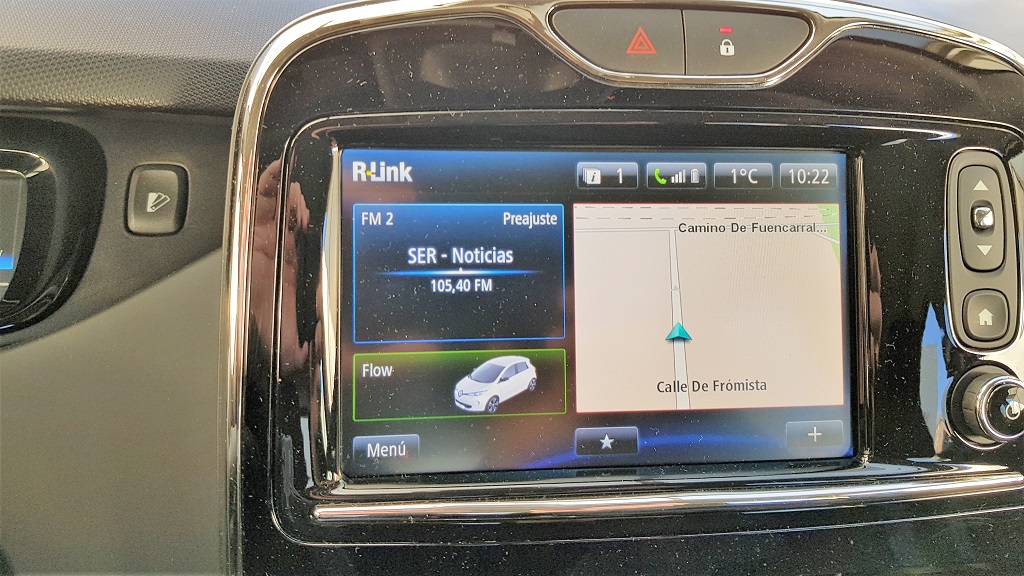 R-Link
1
1°C
10:22
FM 2
Preajuste
SER - Noticias
105,40 FM
Camino De Fuencarral...
Flow
Calle De Frómista
Menú